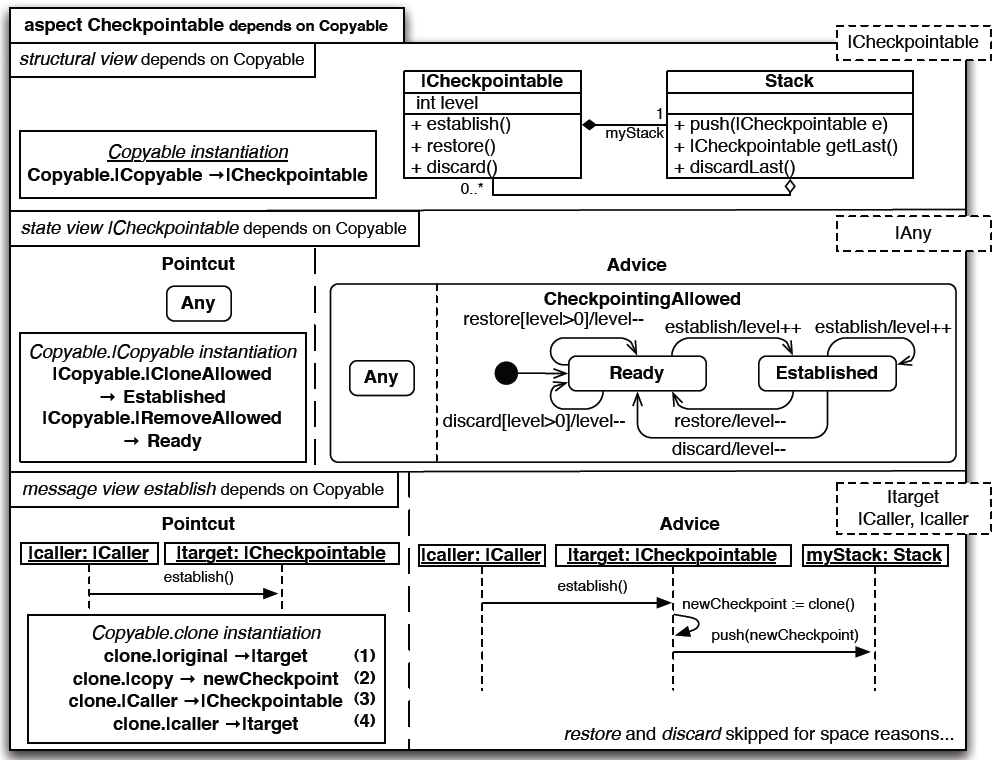 aspect Checkpointable depends on Copyable
structural view depends on Copyable
|Checkpointable
|Checkpointable
int level
+ establish()
+ restore()
+ discard()
Stack
+ push(|Checkpointable e)
+ |Checkpointable getLast()
+ discardLast()
1
myStack
0..*
Copyable instantiation
Copyable.|Copyable → |Checkpointable
state view |Checkpointable depends on Copyable
|Any
Pointcut
Any
Copyable.|Copyable instantiation
|Copyable.|CloneAllowed
→ Established
|Copyable.|RemoveAllowed
→ Ready
Advice
CheckpointingAllowed
Any
restore[level>0]/level--
establish/level++
establish/level++
Ready
Established
discard[level>0]/level--
restore/level--
discard/level--
message view establish depends on Copyable
|target
|Caller, |caller
Pointcut
|caller: |Caller
|target: |Checkpointable
establish()
Copyable.clone instantiation
clone.|original → |target (1)
clone.|copy → newCheckpoint (2)
clone.|Caller → |Checkpointable (3)
clone.|caller → |target (4)
Advice
|caller: |Caller
|target: |Checkpointable
myStack: Stack
establish()
newCheckpoint := clone()
push(newCheckpoint)
restore and discard skipped for space reasons...